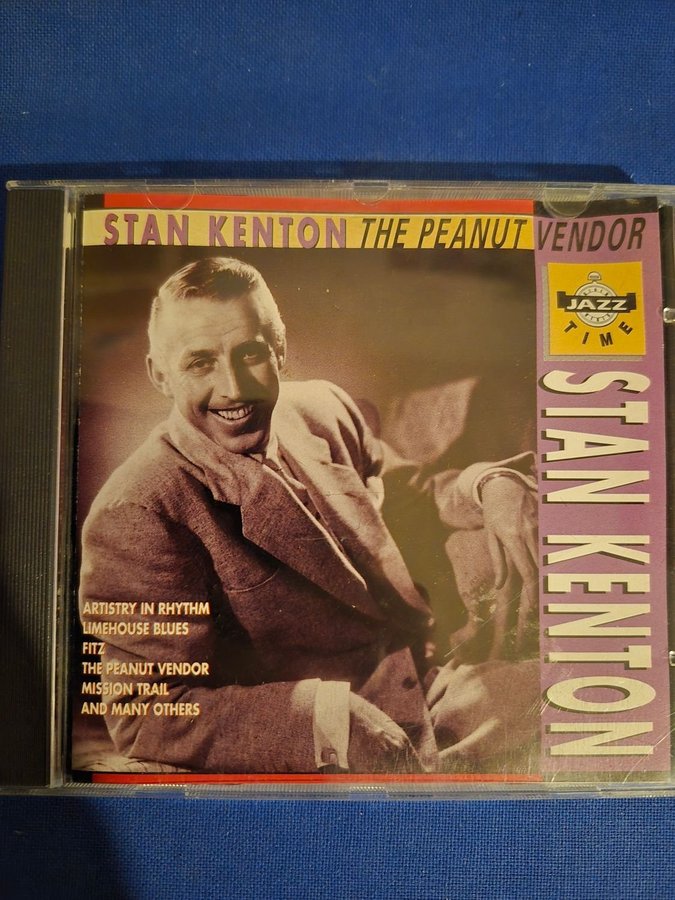 STAN KENTON THE PEANUT VENDOR
JAZZ
TIME
STAN KENTON
ARTISTRY IN RHYTHM
LIMEHOUSE BLUES
FITZ
THE PEANUT VENDOR
MISSION TRAIL
AND MANY OTHERS